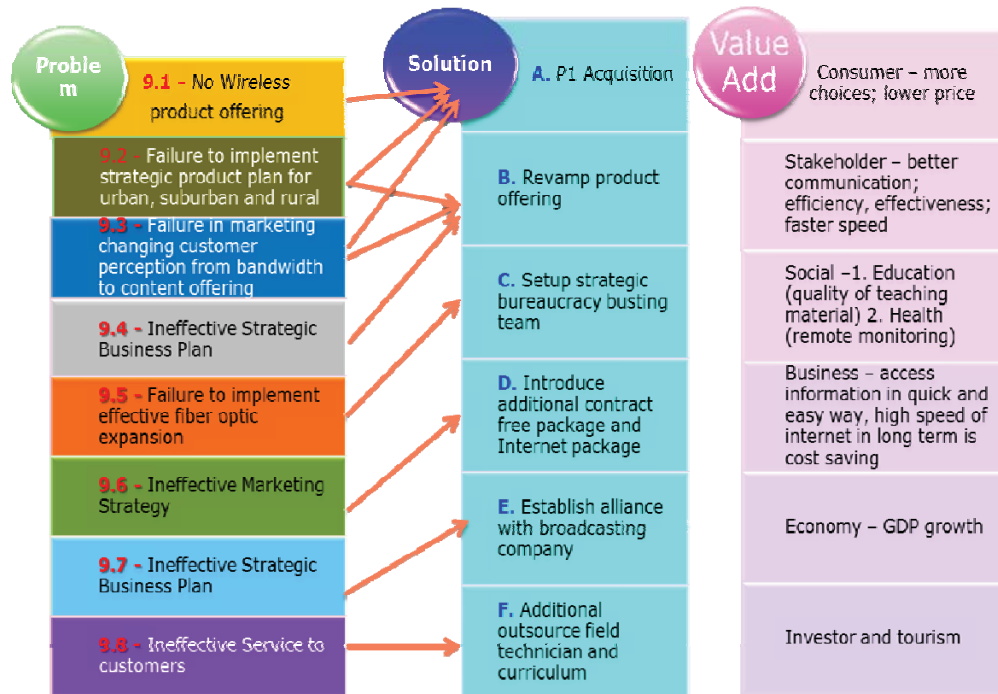 Proble
m
9.1 - No Wireless
product offering
9.2 - Failure to implement
strategic product plan for
urban, suburban and rural
9.3 - Failure in marketing
changing customer
perception from bandwidth
to content offering
9.4 - Ineffective Strategic
Business Plan
9.5 - Failure to implement
effective fiber optic
expansion
9.6 - Ineffective Marketing
Strategy
9.7 - Ineffective Strategic
Business Plan
9.8 - Ineffective Service to
customers
Solution
A. P1 Acquisition
B. Revamp product
offering
C. Setup strategic
bureaucracy busting
team
D. Introduce
additional contract
free package and
Internet package
E. Establish alliance
with broadcasting
company
F. Additional
outsource field
technician and
curriculum
Value
Add
Consumer – more
choices; lower price
Stakeholder – better
communication;
efficiency, effectiveness;
faster speed
Social –1. Education
(quality of teaching
material) 2. Health
(remote monitoring)
Business – access
information in quick and
easy way, high speed of
internet in long term is
cost saving
Economy – GDP growth
Investor and tourism